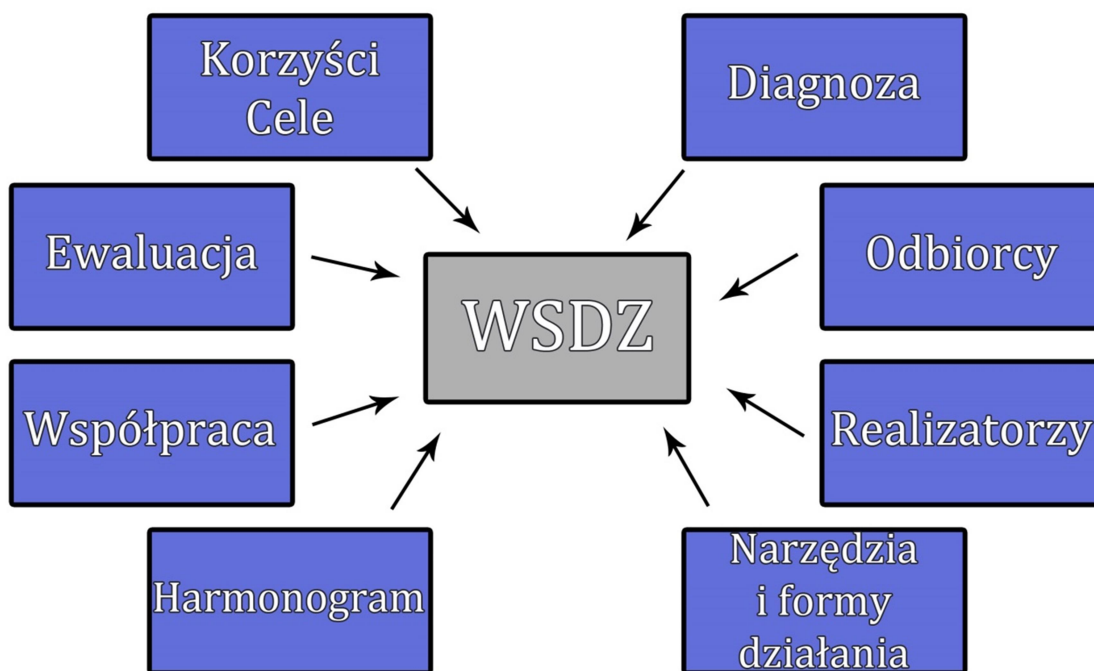 Korzyści
Cele
Diagnoza
Ewaluacja
Odbiorcy
WSDZ
Współpraca
Realizatorzy
Harmonogram
Narzędzia
i formy
działania